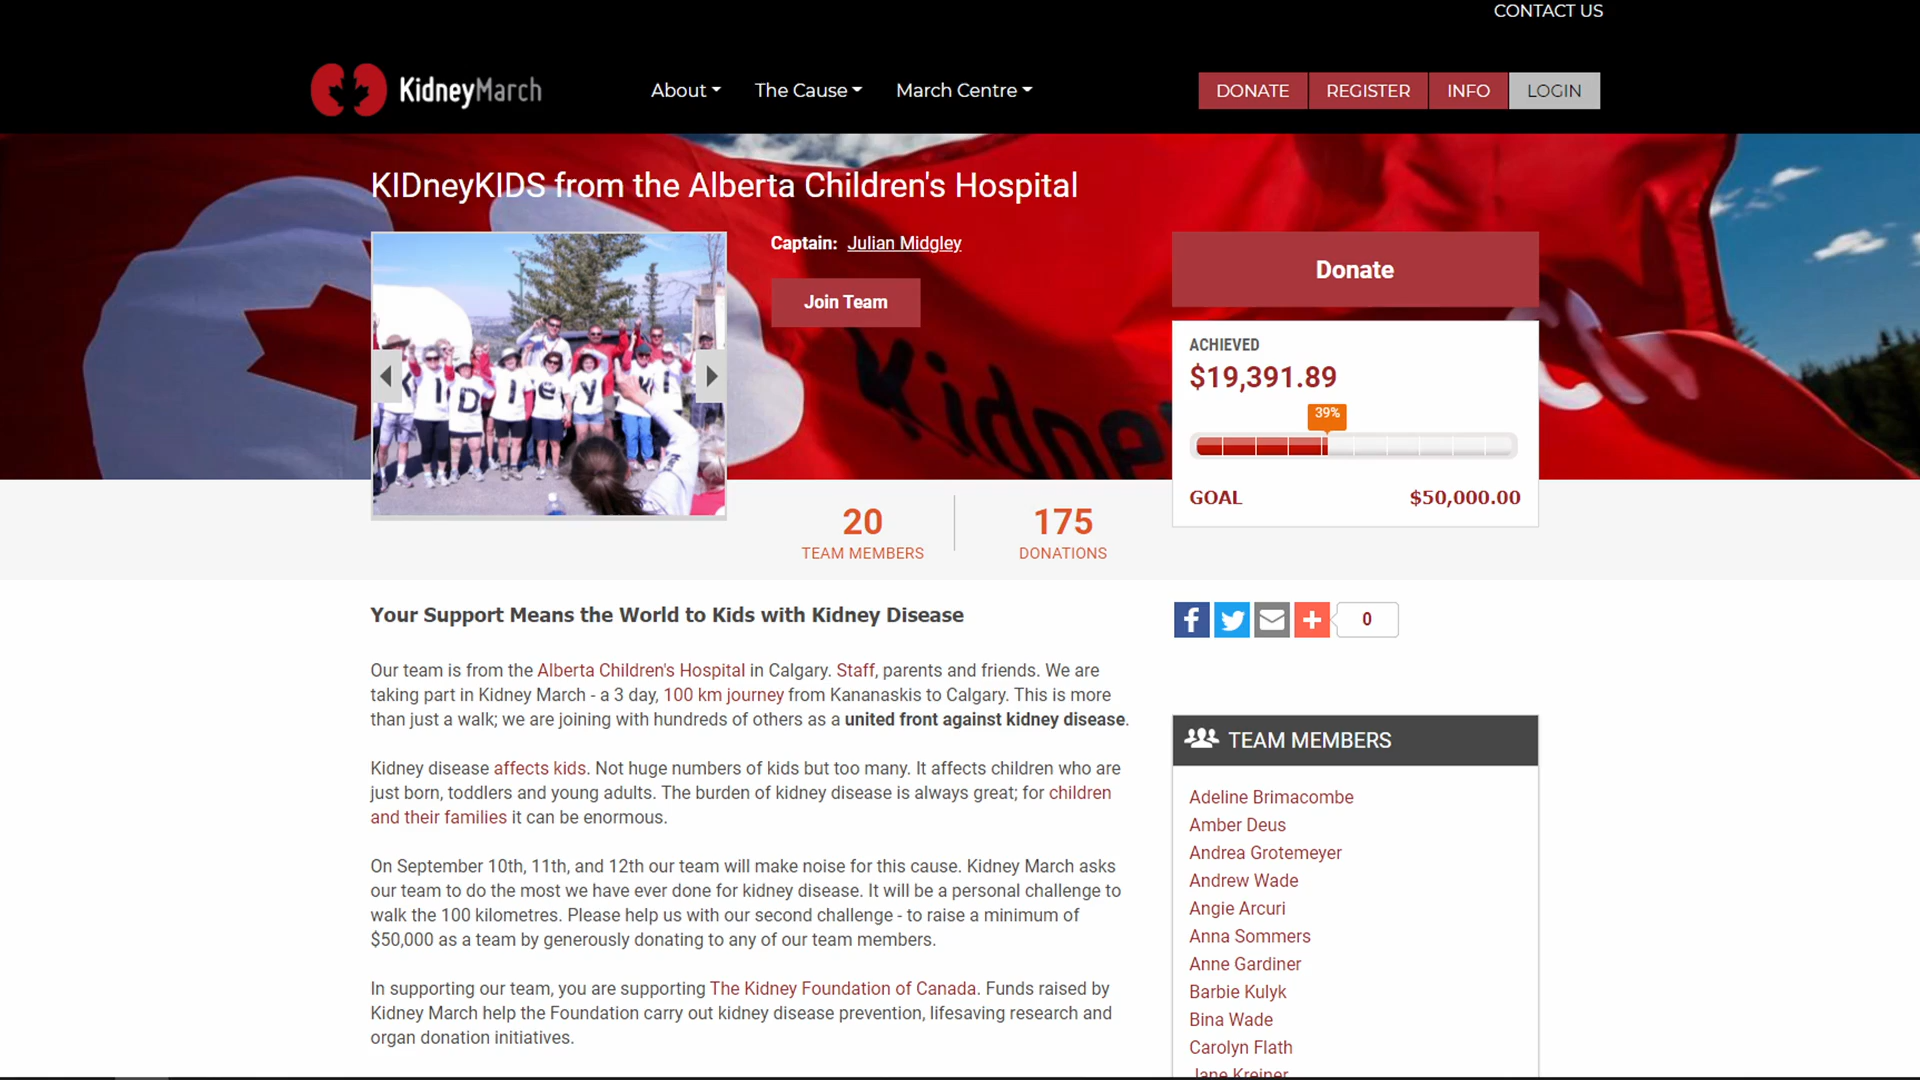 CONTACT US
KidneyMarch
About
The Cause
March Centre
DONATE
REGISTER
INFO
LOGIN
KIDneyKIDS from the Alberta Children's Hospital
Captain: Julian Midgley
Join Team
Kidne
KIDneyKI
Donate
ACHIEVED
$19,391.89
39%
GOAL $50,000.00
20
TEAM MEMBERS
175
DONATIONS
Your Support Means the World to Kids with Kidney Disease
Our team is from the Alberta Children's Hospital in Calgary. Staff, parents and friends. We are
taking part in Kidney March - a 3 day, 100 km journey from Kananaskis to Calgary. This is more
than just a walk; we are joining with hundreds of others as a united front against kidney disease.
Kidney disease affects kids. Not huge numbers of kids but too many. It affects children who are
just born, toddlers and young adults. The burden of kidney disease is always great; for children
and their families it can be enormous.
On September 10th, 11th, and 12th our team will make noise for this cause. Kidney March asks
our team to do the most we have ever done for kidney disease. It will be a personal challenge to
walk the 100 kilometres. Please help us with our second challenge - to raise a minimum of
$50,000 as a team by generously donating to any of our team members.
In supporting our team, you are supporting The Kidney Foundation of Canada. Funds raised by
Kidney March help the Foundation carry out kidney disease prevention, lifesaving research and
organ donation initiatives.
0
TEAM MEMBERS
Adeline Brimacombe
Amber Deus
Andrea Grotemeyer
Andrew Wade
Angie Arcuri
Anna Sommers
Anne Gardiner
Barbie Kulyk
Bina Wade
Carolyn Flath
Jane Kreiner